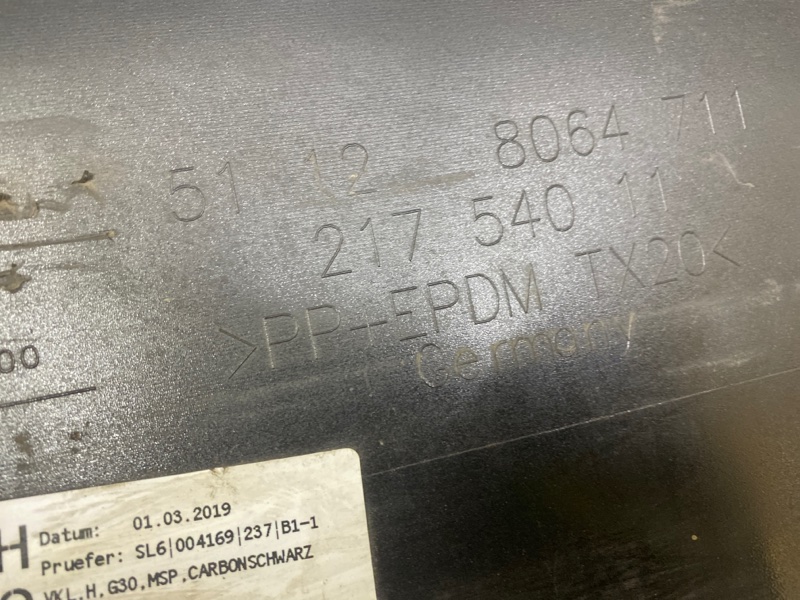 51 12 8064 711
217 540 11
>PP+EPDM TX20<
Germany
00
H
Datum: 01.03.2019
Pruefer: SL6|004169|237|B1-1
VKL,H,G30,MSP,CARBONSCHWARZ